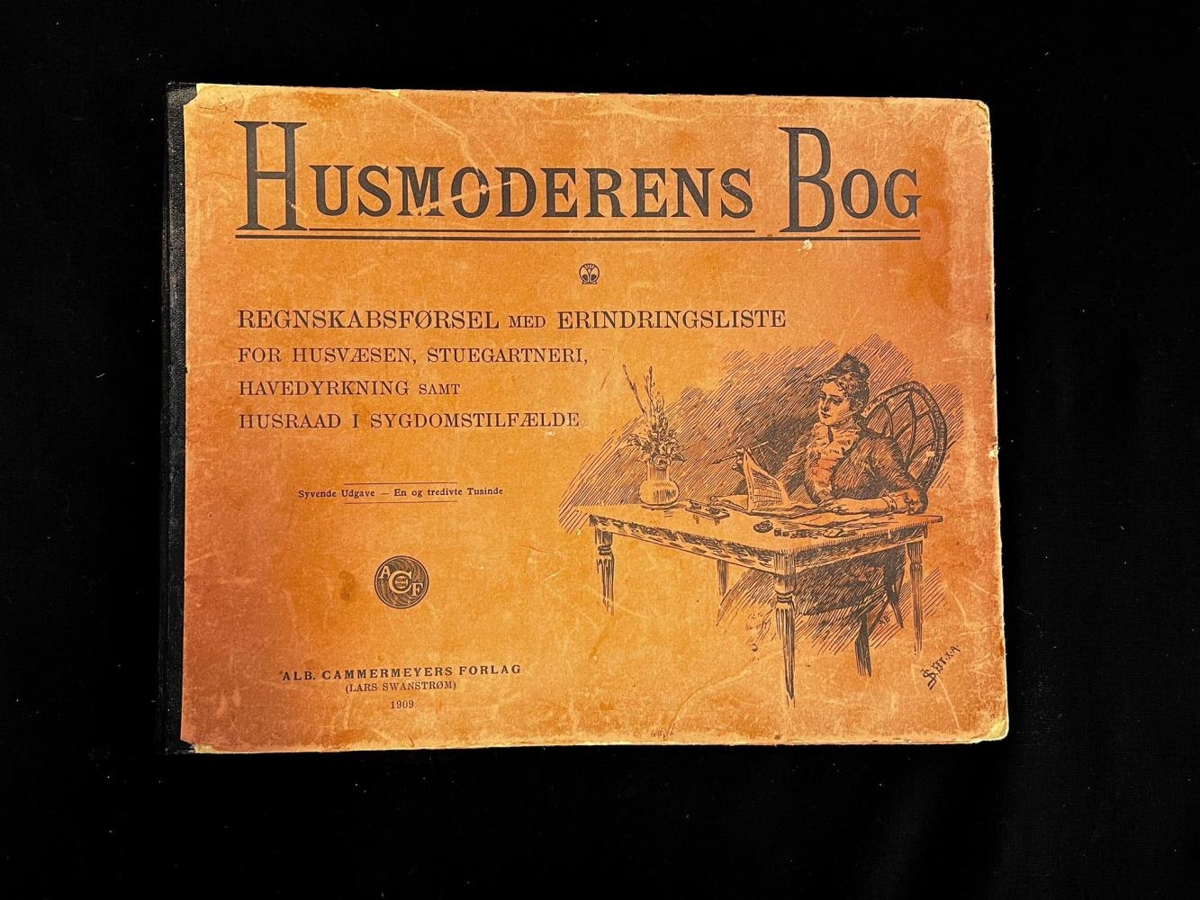 HUSMODERENS BOG
REGNSKABSFØRSEL MED ERINDRINGSLISTE
FOR HUSVÆSEN, STUEGARTNERI,
HAVEDYRKNING SAMT
HUSRAAD I SYGDOMSTILFÆLDE
Syvende Udgave — En og tredivte Tusinde
ACF
ALB. CAMMERMEYERS FORLAG
(LARS SWANSTRØM)
1909